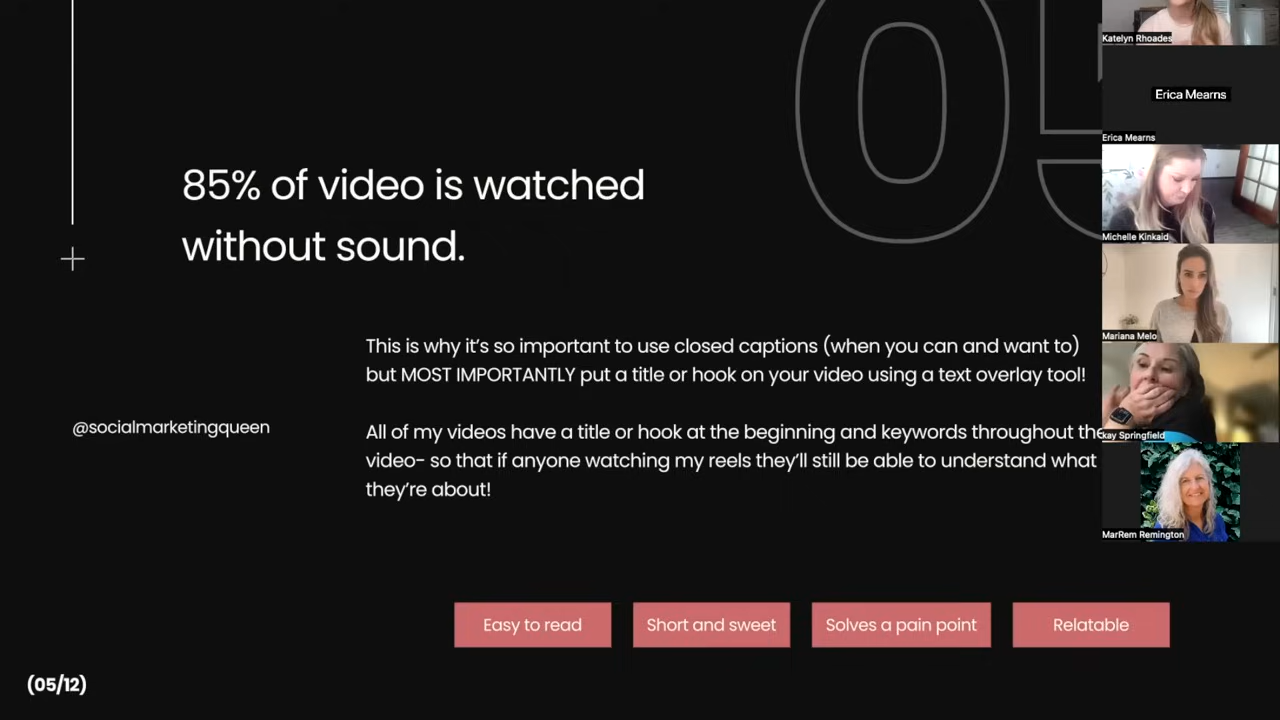 05
85% of video is watched
without sound.
This is why it’s so important to use closed captions (when you can and want to)
but MOST IMPORTANTLY put a title or hook on your video using a text overlay tool!
@socialmarketingqueen
All of my videos have a title or hook at the beginning and keywords throughout the
video- so that if anyone watching my reels they’ll still be able to understand what
they’re about!
Easy to read
Short and sweet
Solves a pain point
Relatable
(05/12)
Katelyn Rhoades
Erica Mearns
Erica Mearns
Michelle Kinkaid
Mariana Melo
kay Springfield
MarRem Remington